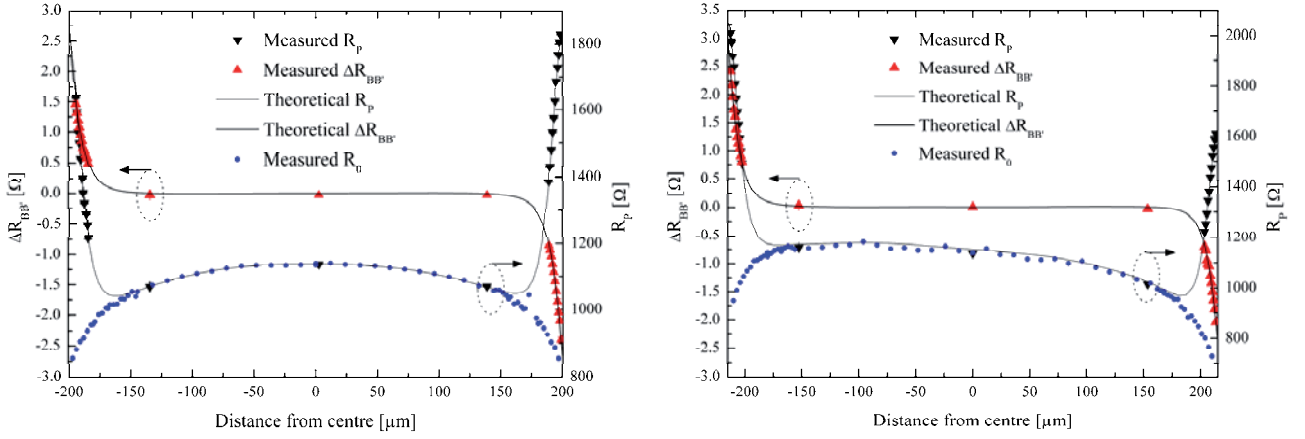 3.0
2.5
2.0
1.5
1.0
0.5
0.0
-0.5
-1.0
-1.5
-2.0
-2.5
3.0
ΔR_BB' [Ω]
Measured R_P
Measured ΔR_BB'
Theoretical R_P
Theoretical ΔR_BB'
Measured R_0
1800
1600
1400
1200
1000
800
R_P [Ω]
-200 -150 -100 -50 0 50 100 150 200
Distance from centre [μm]
3.5
3.0
2.5
2.0
1.5
1.0
0.5
0.0
-0.5
-1.0
-1.5
-2.0
-2.5
3.0
ΔR_BB' [Ω]
Measured R_P
Measured ΔR_BB'
Theoretical R_P
Theoretical ΔR_BB'
Measured R_0
2000
1800
1600
1400
1200
1000
800
R_P [Ω]
-200 -150 -100 -50 0 50 100 150 200
Distance from centre [μm]